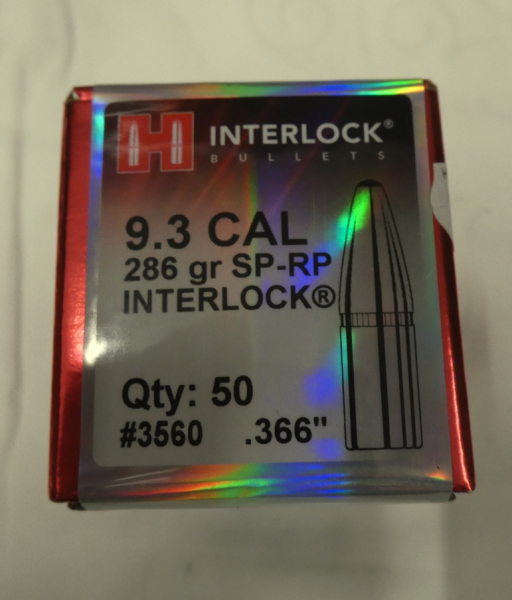 H INTERLOCK®
BULLETS
9.3 CAL
286 gr SP-RP
INTERLOCK®
Qty: 50
#3560 .366"